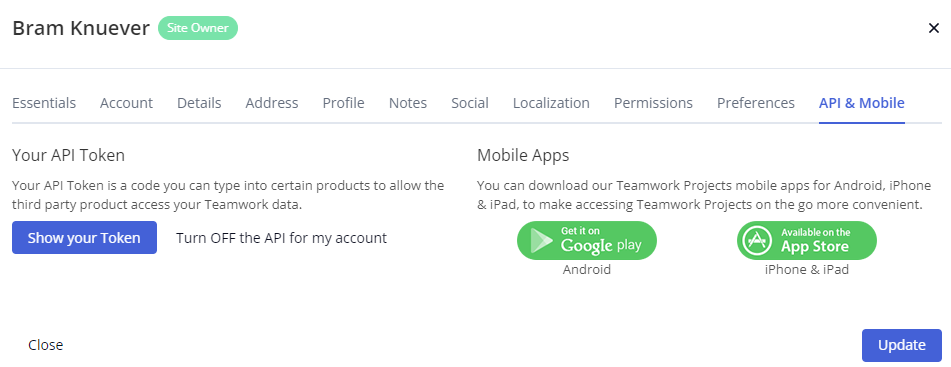 Bram Knuever Site Owner
Essentials Account Details Address Profile Notes Social Localization Permissions Preferences API & Mobile
Your API Token
Your API Token is a code you can type into certain products to allow the
third party product access your Teamwork data.
Show your Token Turn OFF the API for my account
Mobile Apps
You can download our Teamwork Projects mobile apps for Android, iPhone
& iPad, to make accessing Teamwork Projects on the go more convenient.
Get it on
Google play
Android
Available on the
App Store
iPhone & iPad
Close Update